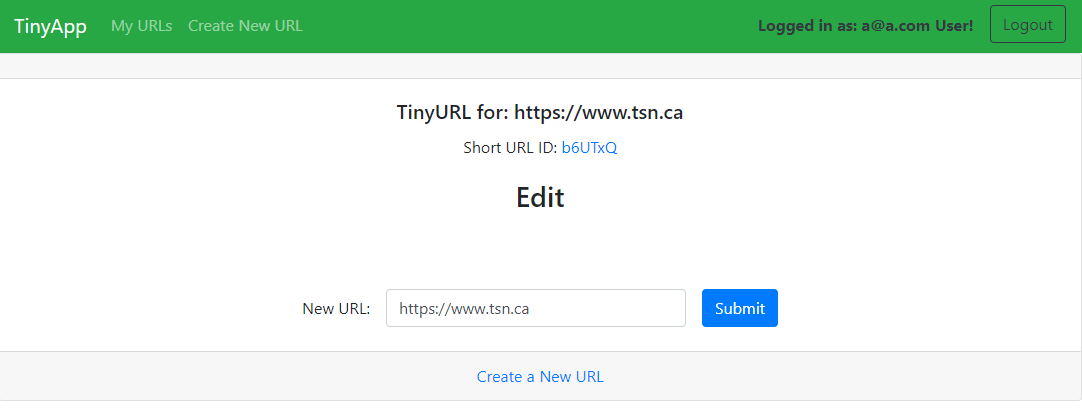 TinyApp My URLs Create New URL Logged in as: a@a.com User! Logout
TinyURL for: https://www.tsn.ca
Short URL ID: b6UTxQ
Edit
New URL: https://www.tsn.ca Submit
Create a New URL